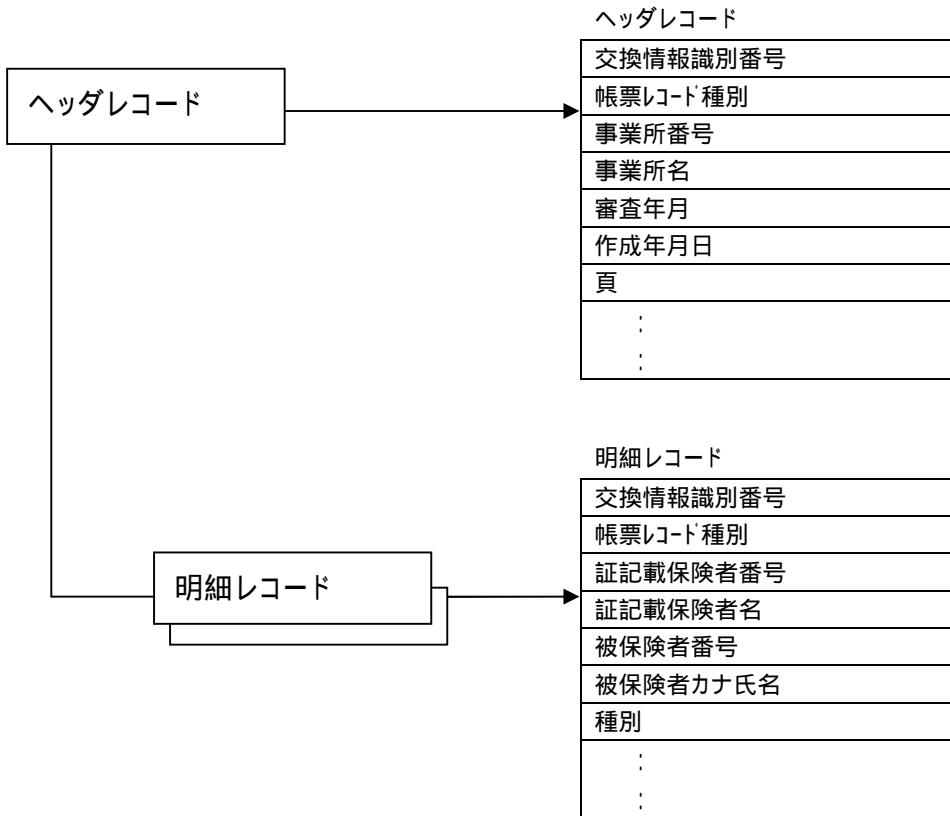 ヘッダレコード
ヘッダレコード
交換情報識別番号
帳票ﾚｺｰﾄﾞ種別
事業所番号
事業所名
審査年月
作成年月日
頁
:
:
明細レコード
明細レコード
交換情報識別番号
帳票ﾚｺｰﾄﾞ種別
証記載保険者番号
証記載保険者名
被保険者番号
被保険者カナ氏名
種別
:
: